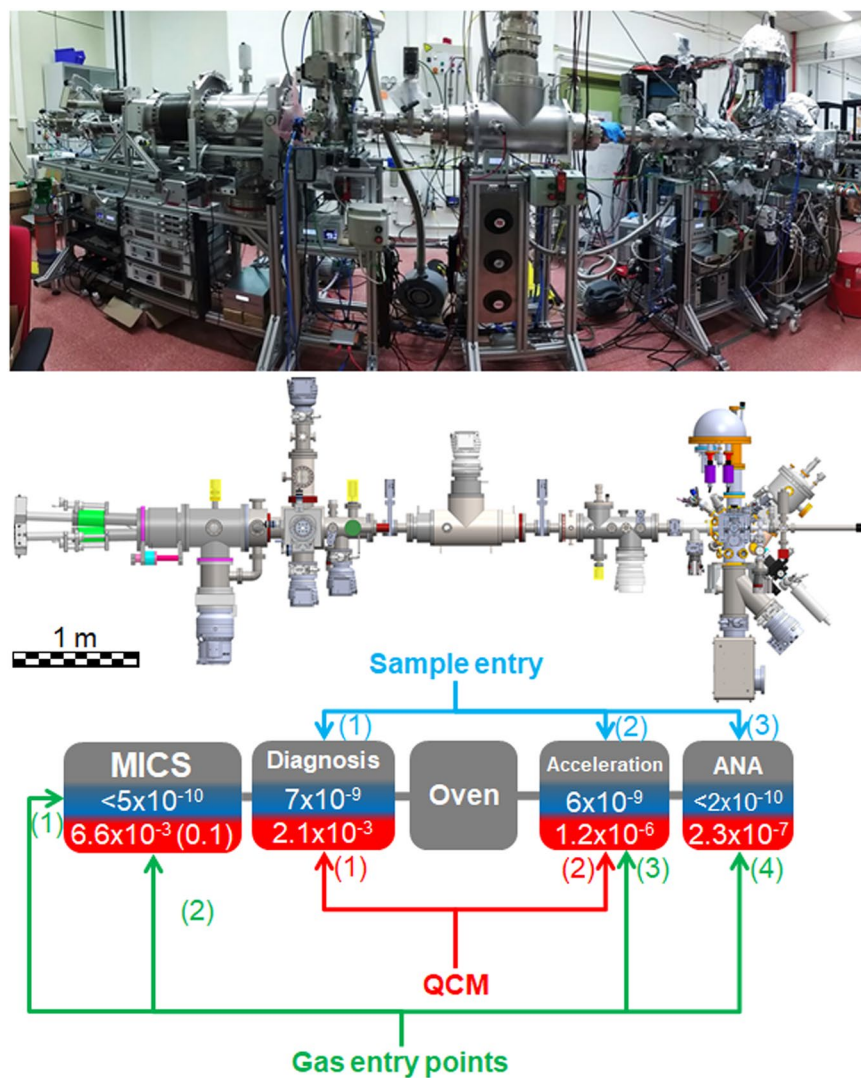 1 m
Sample entry
(1)
(2)
(3)
MICS
<5x10⁻¹⁰
6.6x10⁻³ (0.1)
Diagnosis
7x10⁻⁹
2.1x10⁻³
Oven
Acceleration
6x10⁻⁹
1.2x10⁻⁶
ANA
<2x10⁻¹⁰
2.3x10⁻⁷
(1)
(1)
(2)
(3)
(4)
(2)
QCM
Gas entry points